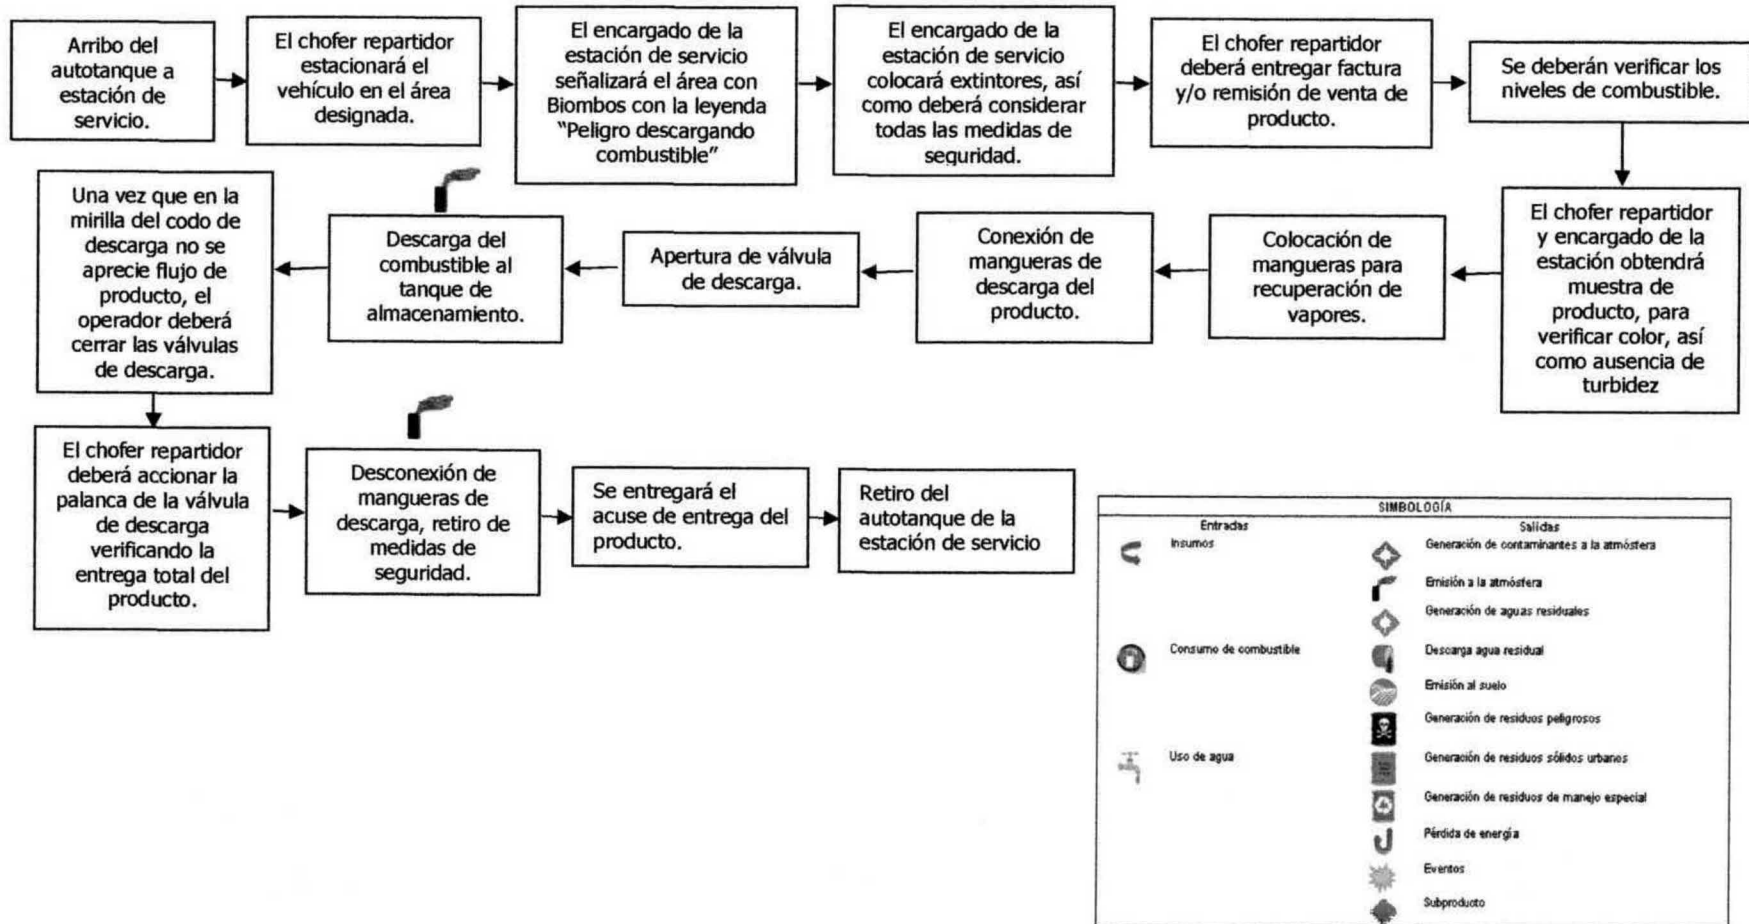 Arribo del
autotanque a
estación de
servicio.
El chofer repartidor
estacionará el
vehículo en el área
designada.
El encargado de la
estación de servicio
señalizará el área con
Biombos con la leyenda
“Peligro descargando
combustible”
El encargado de la
estación de servicio
colocará extintores, así
como deberá considerar
todas las medidas de
seguridad.
El chofer repartidor
deberá entregar factura
y/o remisión de venta de
producto.
Se deberán verificar los
niveles de combustible.
El chofer repartidor
y encargado de la
estación obtendrá
muestra de
producto, para
verificar color, así
como ausencia de
turbidez
Colocación de
mangueras para
recuperación de
vapores.
Conexión de
mangueras de
descarga del
producto.
Apertura de válvula
de descarga.
Descarga del
combustible al
tanque de
almacenamiento.
Una vez que en la
mirilla del codo de
descarga no se
aprecie flujo de
producto, el
operador deberá
cerrar las válvulas
de descarga.
El chofer repartidor
deberá accionar la
palanca de la válvula
de descarga
verificando la
entrega total del
producto.
Desconexión de
mangueras de
descarga, retiro de
medidas de
seguridad.
Se entregará el
acuse de entrega del
producto.
Retiro del
autotanque de la
estación de servicio
SIMBOLOGÍA
Entradas
Salidas
Insumos
Generación de contaminantes a la atmósfera
Emisión a la atmósfera
Generación de aguas residuales
Consumo de combustible
Descarga agua residual
Emisión al suelo
Generación de residuos peligrosos
Uso de agua
Generación de residuos sólidos urbanos
Generación de residuos de manejo especial
Pérdida de energía
Eventos
Subproducto